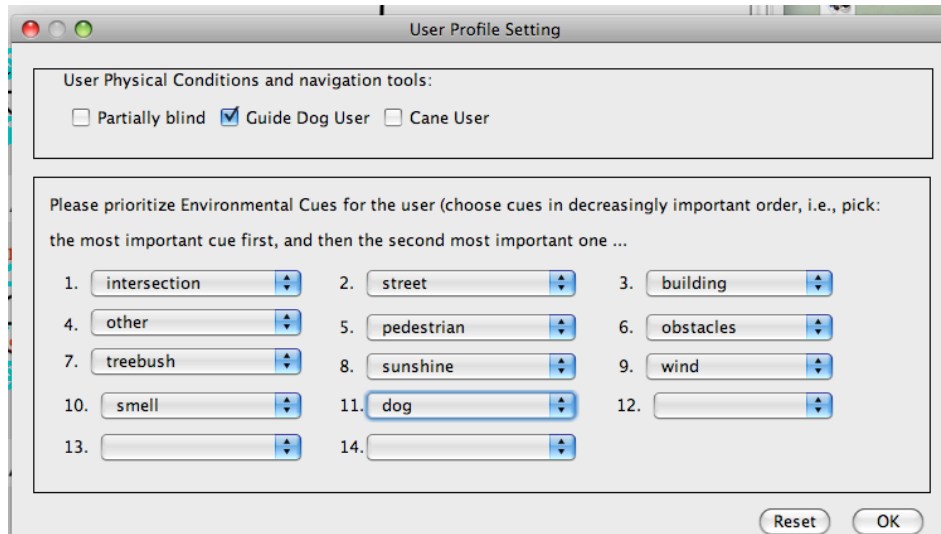 User Profile Setting
User Physical Conditions and navigation tools:
Partially blind Guide Dog User Cane User
Please prioritize Environmental Cues for the user (choose cues in decreasingly important order, i.e., pick:
the most important cue first, and then the second most important one ...
1. intersection 2. street 3. building
4. other 5. pedestrian 6. obstacles
7. treebush 8. sunshine 9. wind
10. smell 11. dog 12.
13. 14.
Reset OK